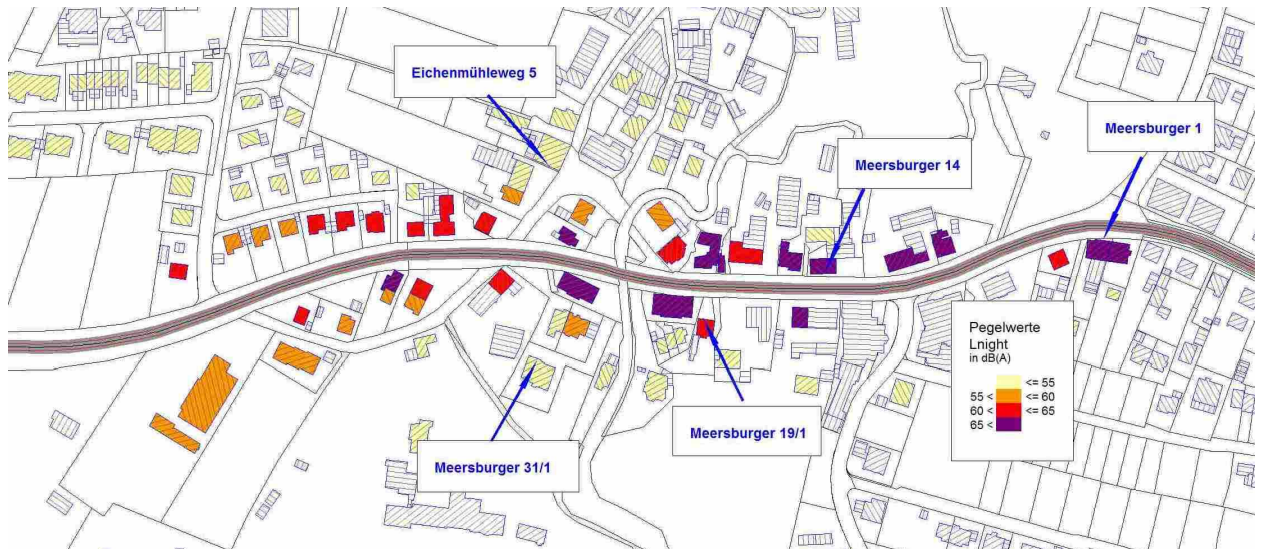 Eichenmühleweg 5
Meersburger 1
Meersburger 14
Pegelwerte
Lnight
in dB(A)
<= 55
55 < <= 60
60 < <= 65
65 <
Meersburger 19/1
Meersburger 31/1